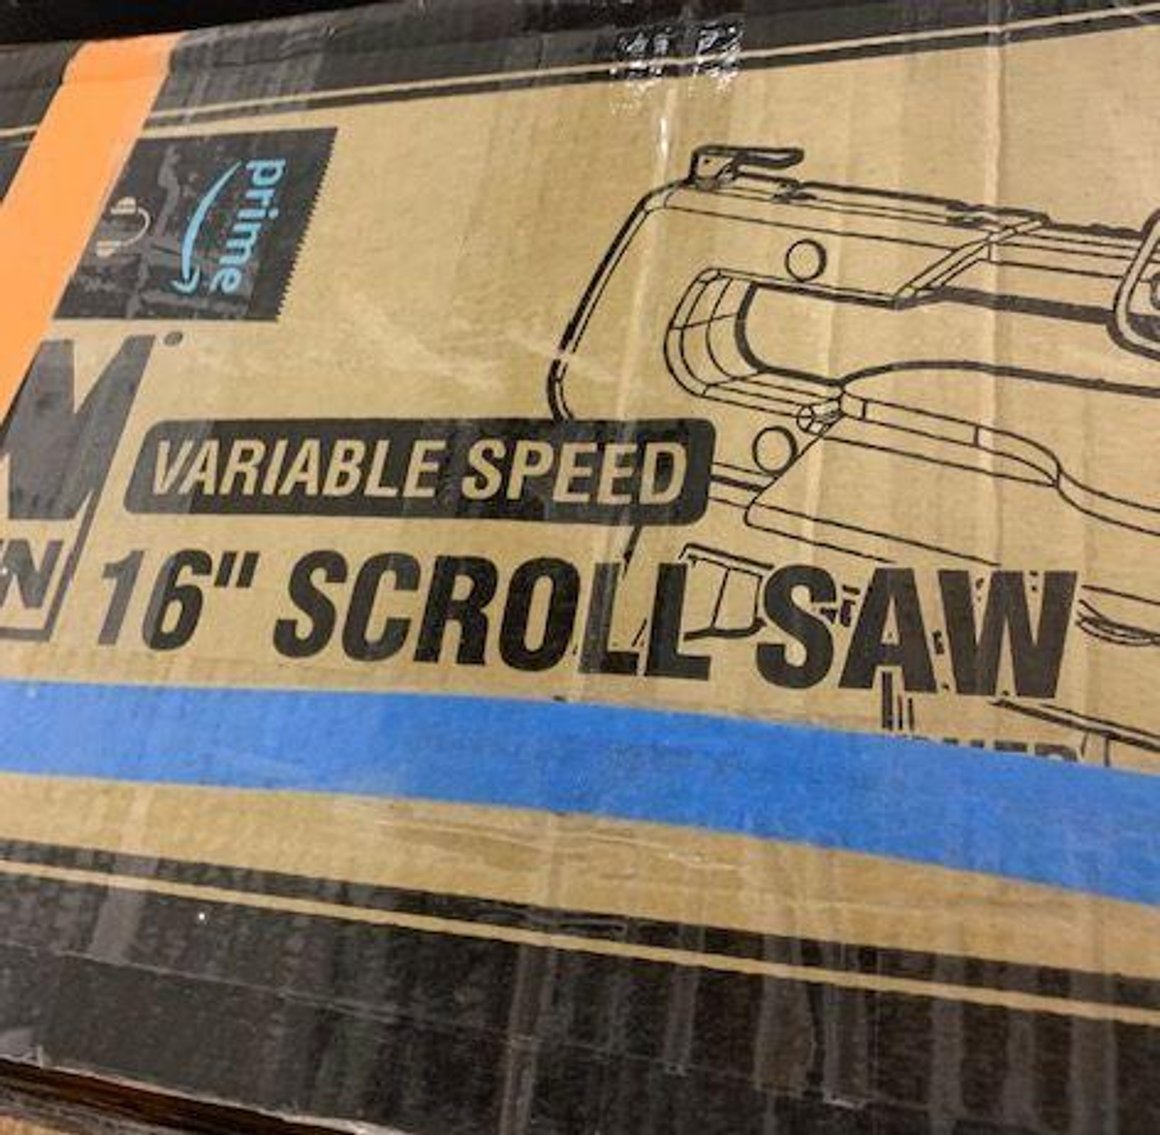 prime
VARIABLE SPEED
16" SCROLL SAW